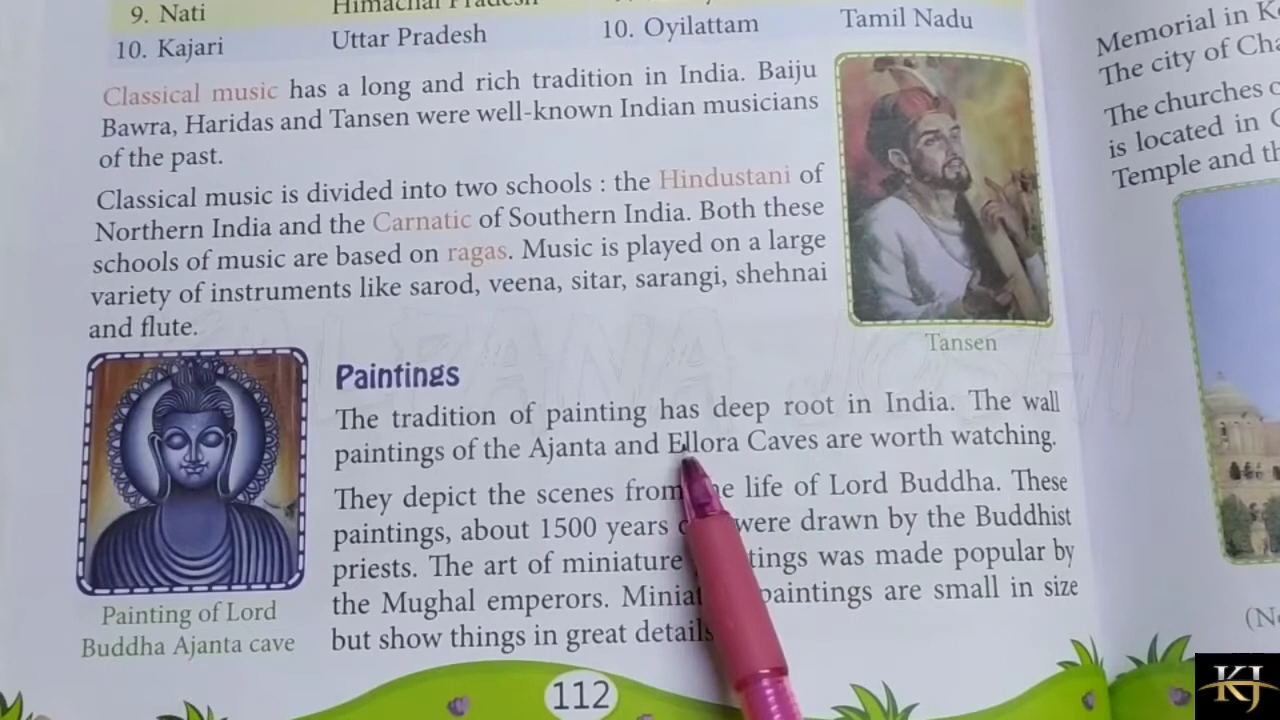 9. Nati Himachal Pradesh
10. Kajari Uttar Pradesh 10. Oyilattam Tamil Nadu
Classical music has a long and rich tradition in India. Baiju
Bawra, Haridas and Tansen were well-known Indian musicians
of the past.
Classical music is divided into two schools : the Hindustani of
Northern India and the Carnatic of Southern India. Both these
schools of music are based on ragas. Music is played on a large
variety of instruments like sarod, veena, sitar, sarangi, shehnai
and flute.
Tansen
Paintings
The tradition of painting has deep root in India. The wall
paintings of the Ajanta and Ellora Caves are worth watching.
They depict the scenes from the life of Lord Buddha. These
paintings, about 1500 years were drawn by the Buddhist
priests. The art of miniature paintings was made popular by
the Mughal emperors. Miniature paintings are small in size
but show things in great details
Painting of Lord
Buddha Ajanta cave
112
Memorial in
The city of
The churches
is located in
Temple and
KALPANA JOSHI
KJ